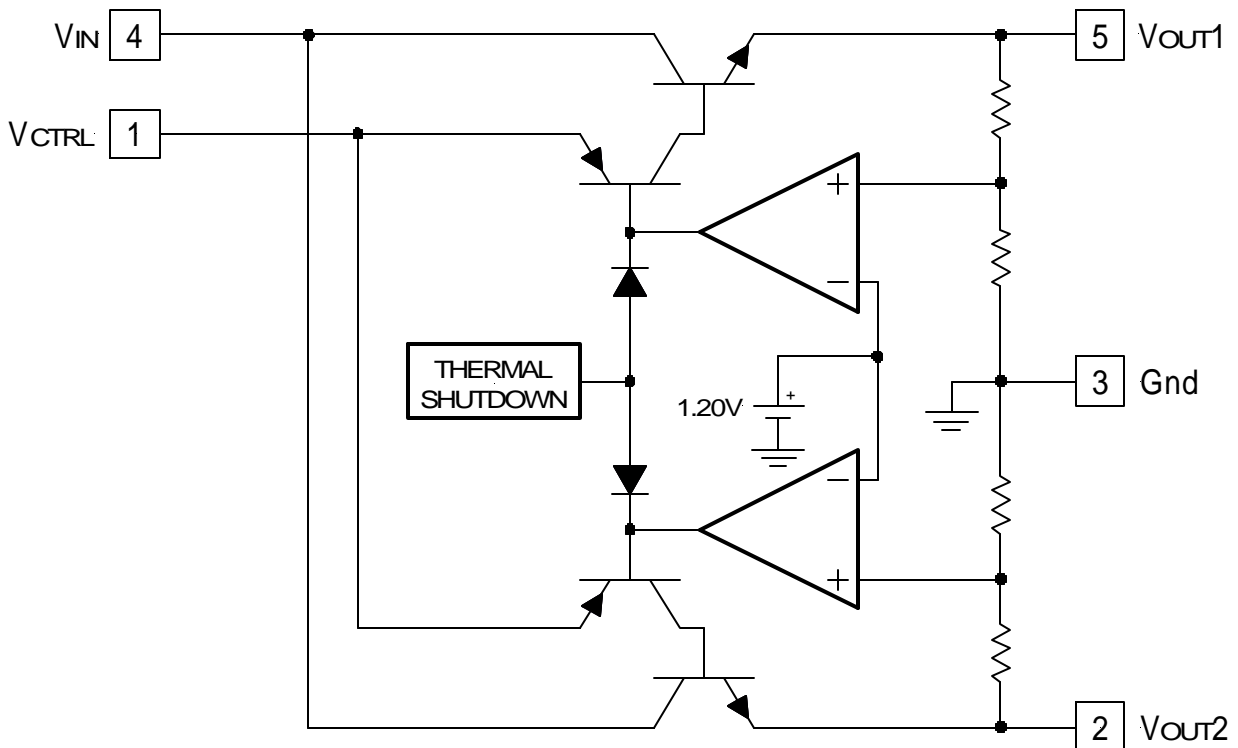 VIN 4
5 VOUT1
VCTRL 1
+
−
THERMAL
SHUTDOWN
+
1.20V
3 Gnd
−
+
2 VOUT2